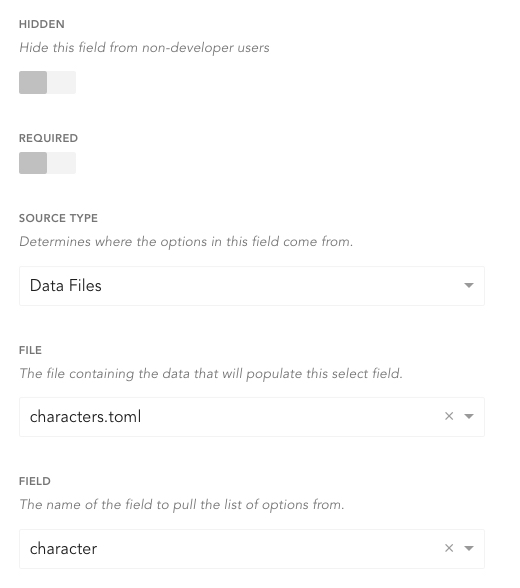 HIDDEN
Hide this field from non-developer users
REQUIRED
SOURCE TYPE
Determines where the options in this field come from.
Data Files
FILE
The file containing the data that will populate this select field.
characters.toml
FIELD
The name of the field to pull the list of options from.
character